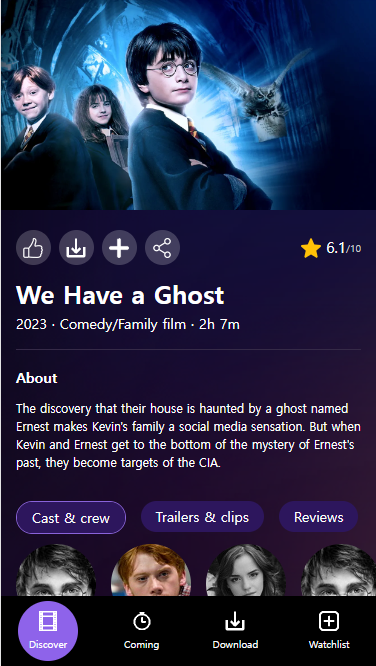 6.1/10
We Have a Ghost
2023 · Comedy/Family film · 2h 7m
About
The discovery that their house is haunted by a ghost named
Ernest makes Kevin's family a social media sensation. But when
Kevin and Ernest get to the bottom of the mystery of Ernest's
past, they become targets of the CIA.
Cast & crew Trailers & clips Reviews
Discover Coming Download Watchlist